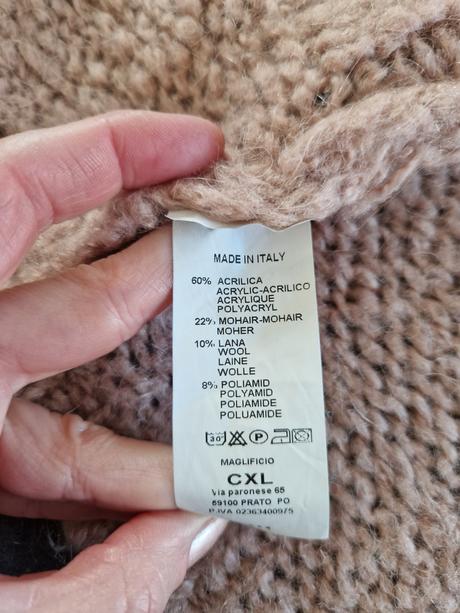 MADE IN ITALY
60% ACRILICA
ACRYLIC-ACRILICO
ACRYLIQUE
POLYACRYL
22% MOHAIR-MOHAIR
MOHER
10% LANA
WOOL
LAINE
WOLLE
8% POLIAMID
POLYAMID
POLIAMIDE
POLUAMIDE
30° P
MAGLIFICIO
CXL
Via paronese 65
59100 PRATO PO
P.IVA 02363400975